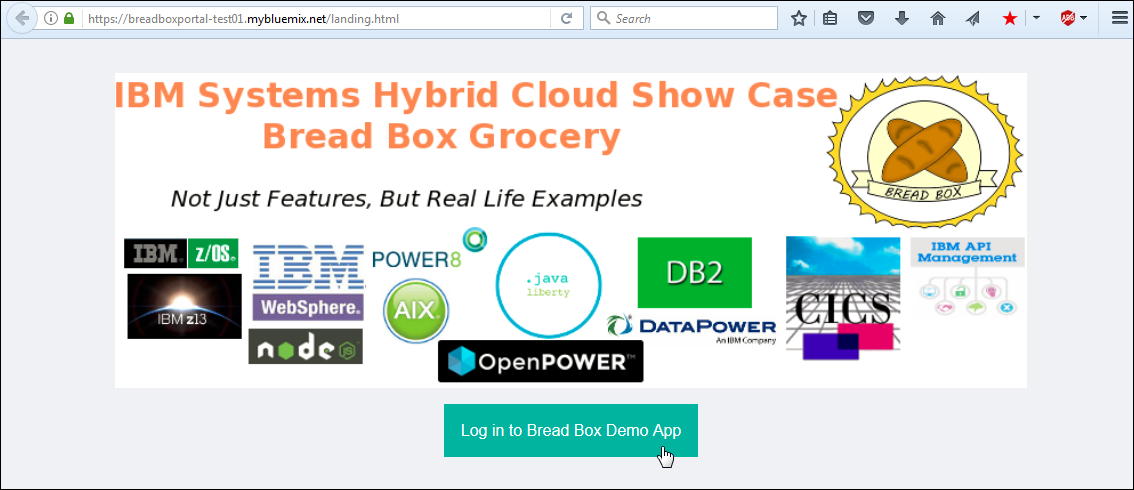 https://breadboxportal-test01.mybluemix.net/landing.html
Search
ABP
IBM Systems Hybrid Cloud Show Case
Bread Box Grocery
Not Just Features, But Real Life Examples
BREAD BOX
IBM® z/OS®
IBM z13
IBM
WebSphere®
node JS
POWER8
AIX
.java
liberty
DB2
DATAPOWER
An IBM Company
OpenPOWER™
CICS
IBM API
Management
Log in to Bread Box Demo App